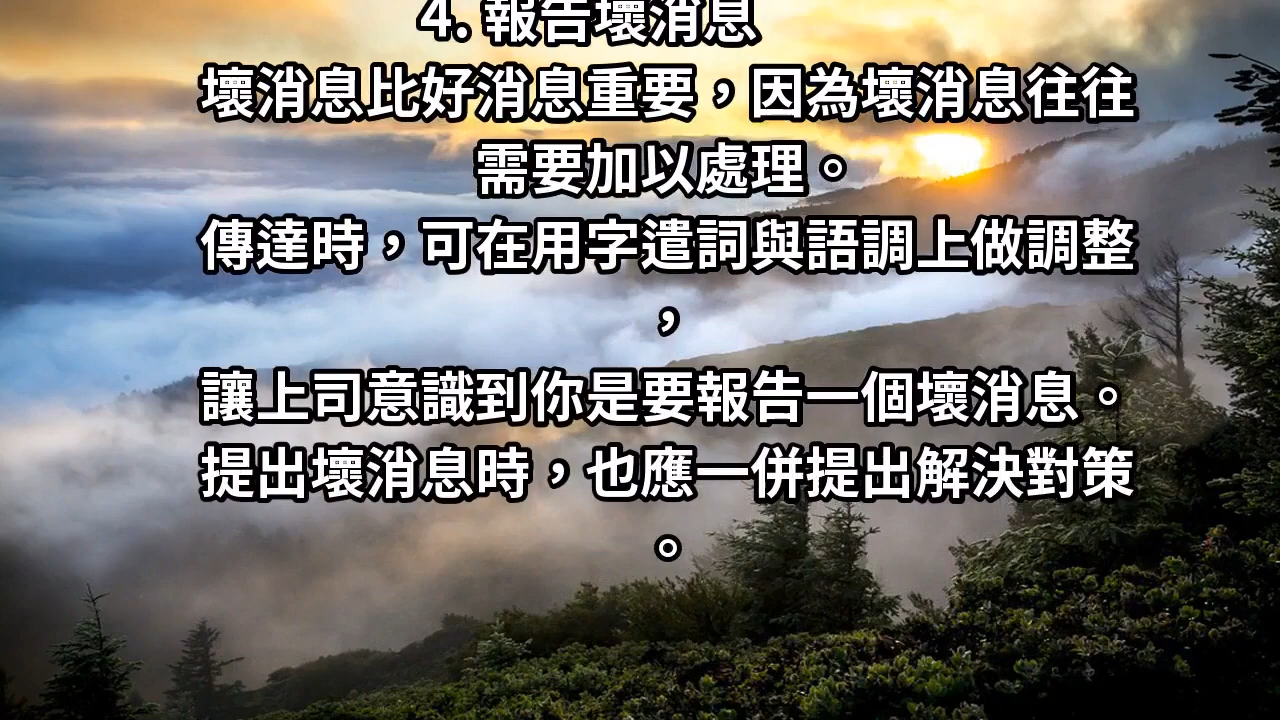 4. 報告壞消息
壞消息比好消息重要，因為壞消息往往
需要加以處理。
傳達時，可在用字遣詞與語調上做調整
，
讓上司意識到你是要報告一個壞消息。
提出壞消息時，也應一併提出解決對策
。